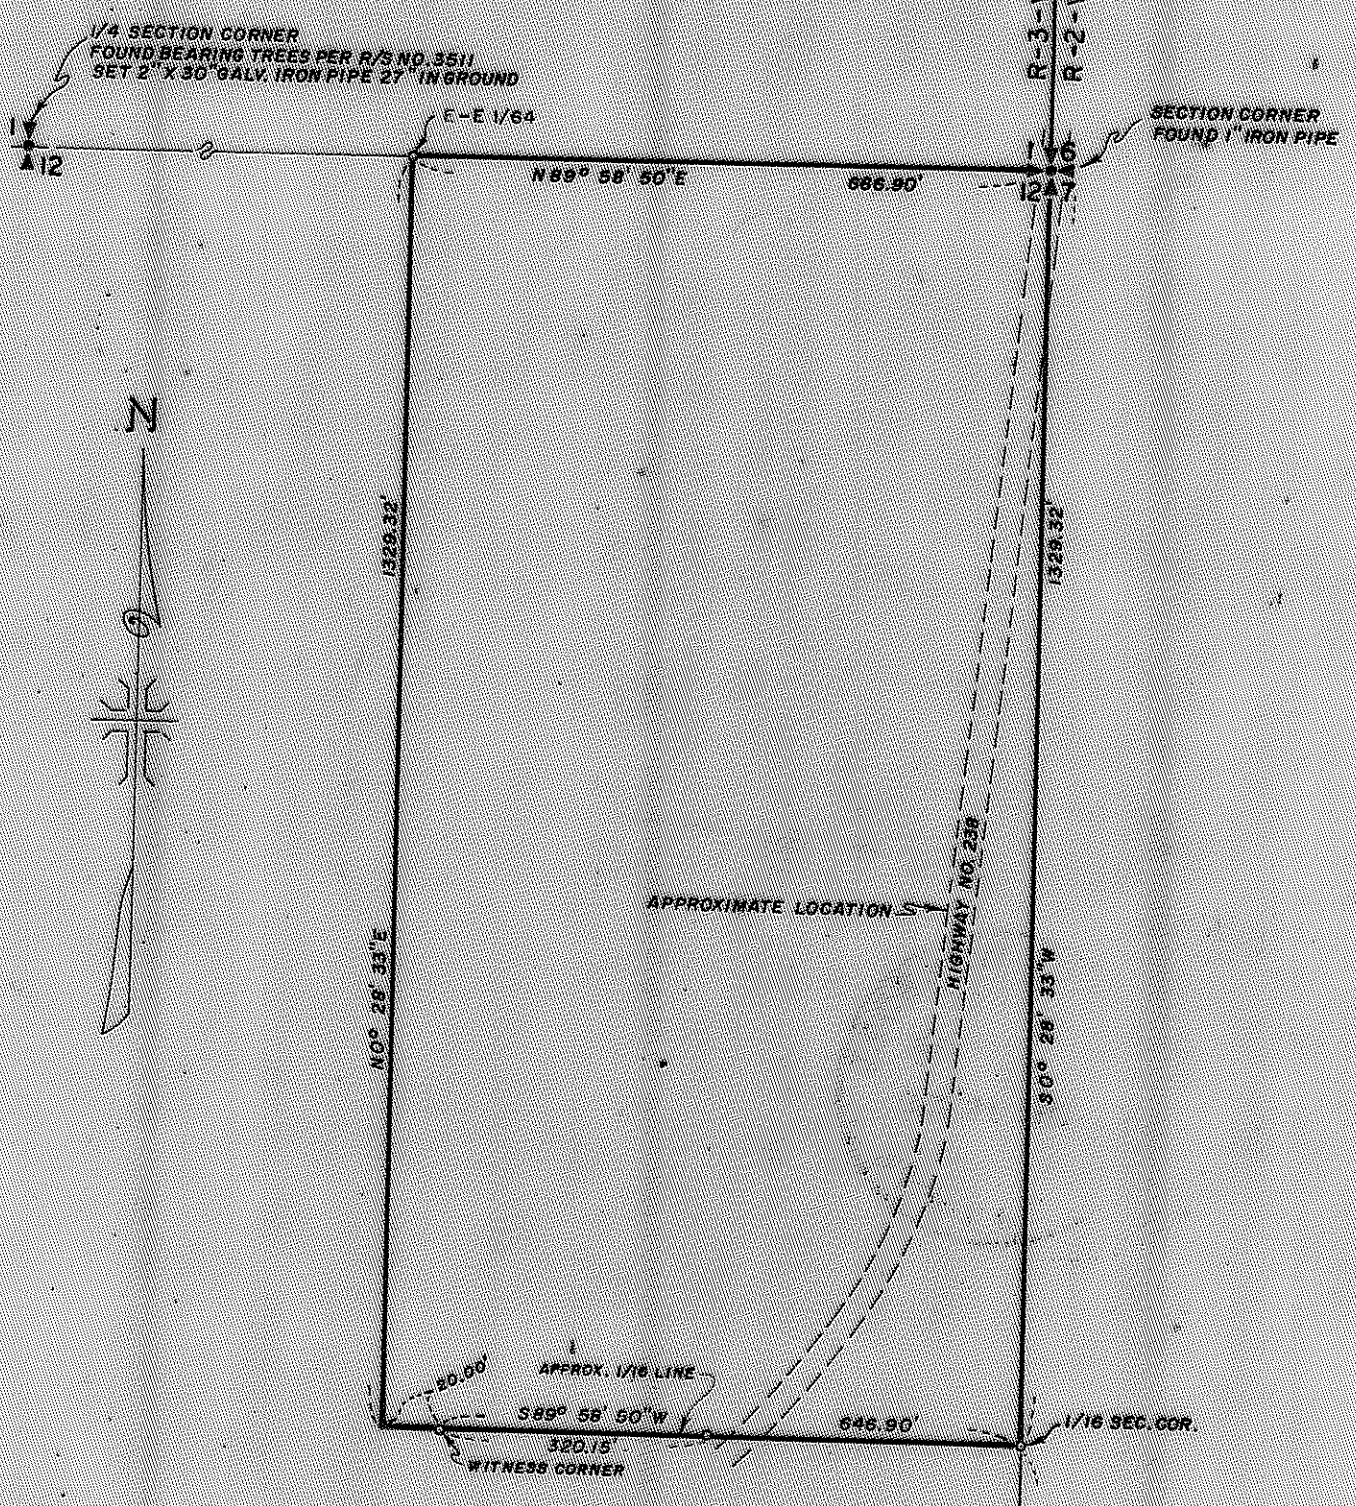 1/4 SECTION CORNER
FOUND BEARING TREES PER R/S NO. 3511
SET 2" X 30" GALV. IRON PIPE 27" IN GROUND
R-3-
R-2-
1
12
E-E 1/64
SECTION CORNER
FOUND 1" IRON PIPE
1 6
12 7
N 89° 58' 50" E 666.90'
N
1329.32'
1329.32'
HIGHWAY NO. 238
APPROXIMATE LOCATION
N0° 28' 33" E
S0° 28' 33" W
20.00'
APPROX. 1/16 LINE
S 89° 58' 50" W
646.90'
1/16 SEC. COR.
320.15'
WITNESS CORNER